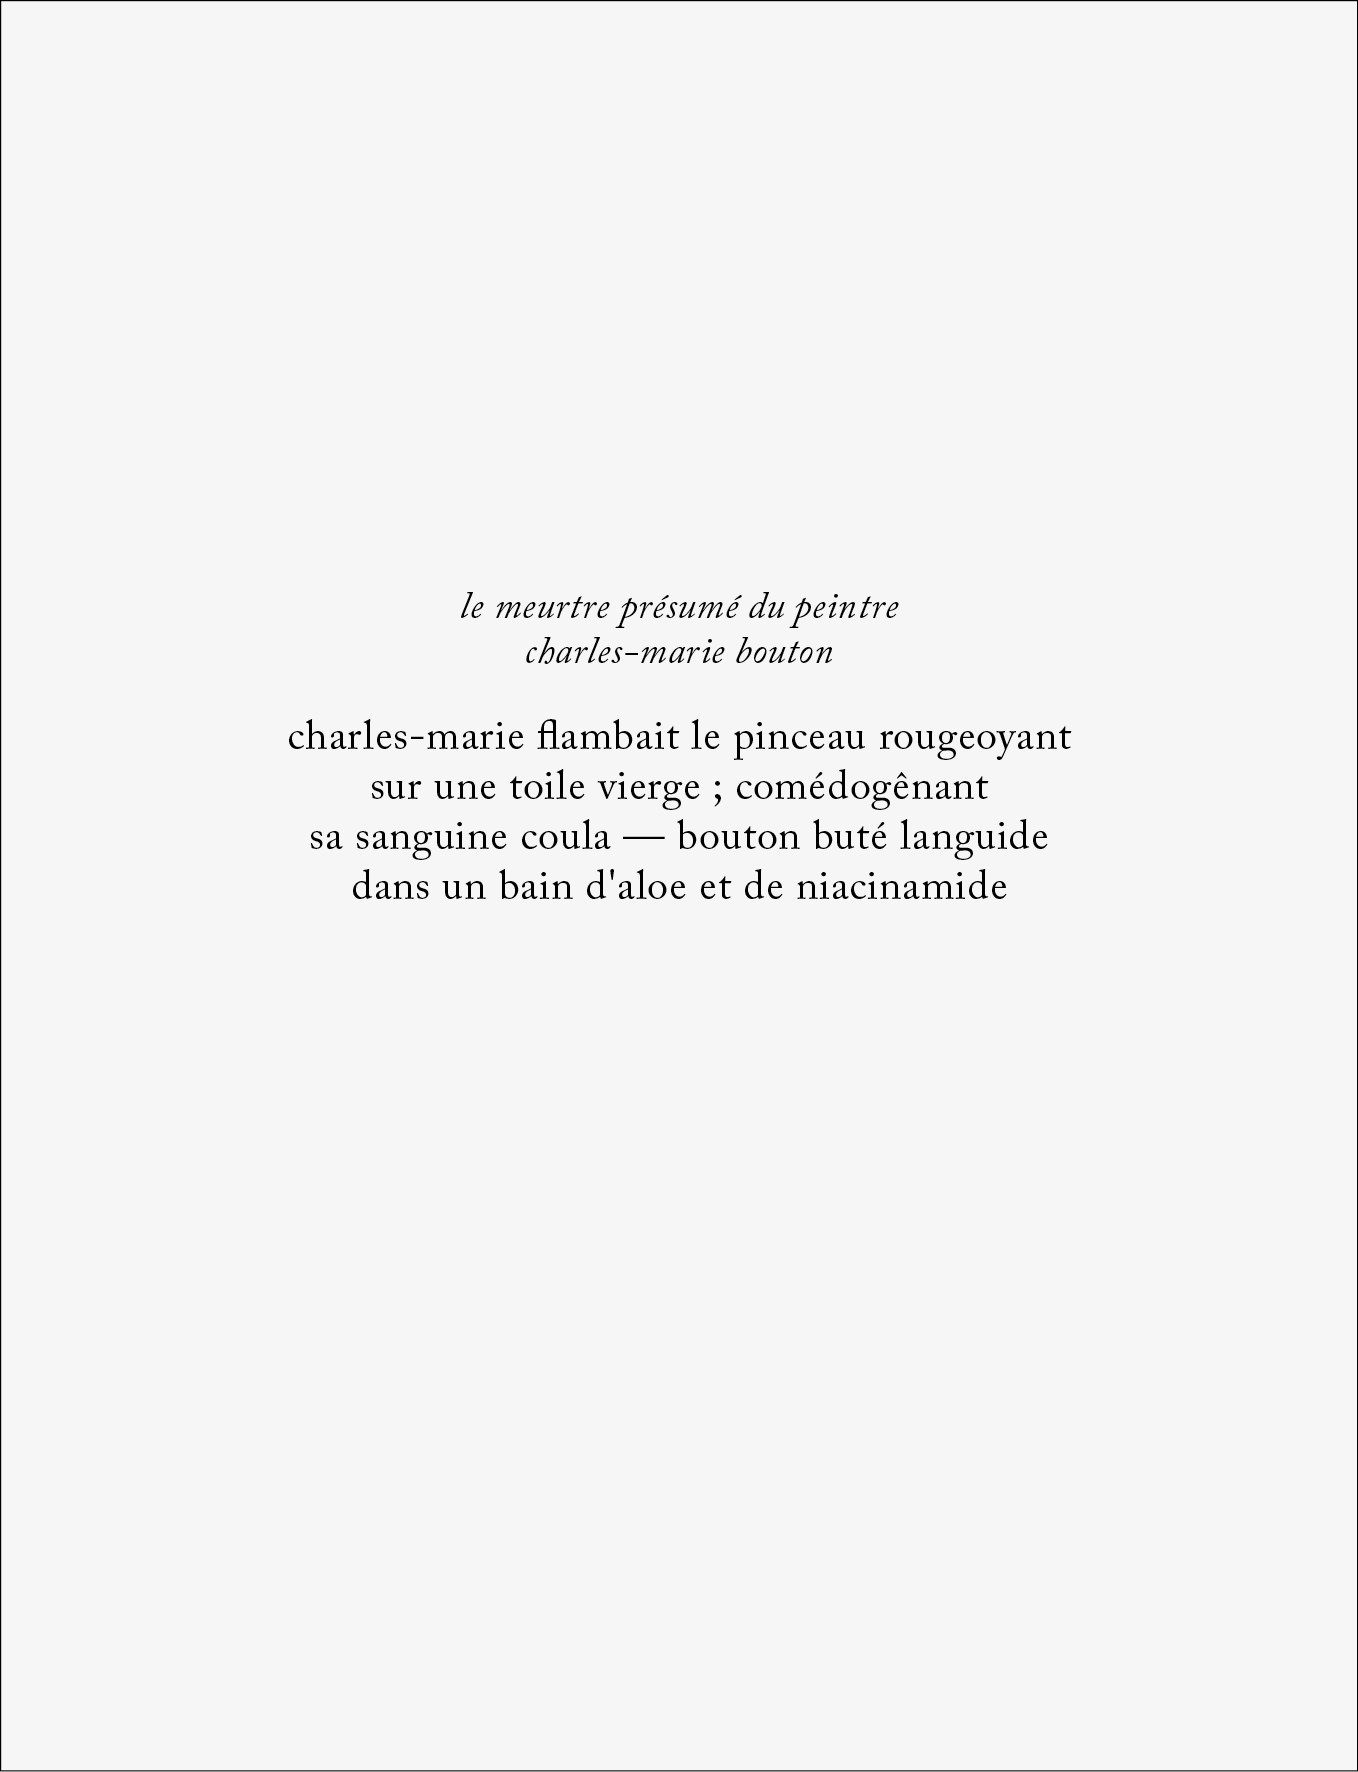 le meurtre présumé du peintre
charles-marie bouton
charles-marie flambait le pinceau rougeoyant
sur une toile vierge ; comédogênant
sa sanguine coula — bouton buté languide
dans un bain d'aloe et de niacinamide